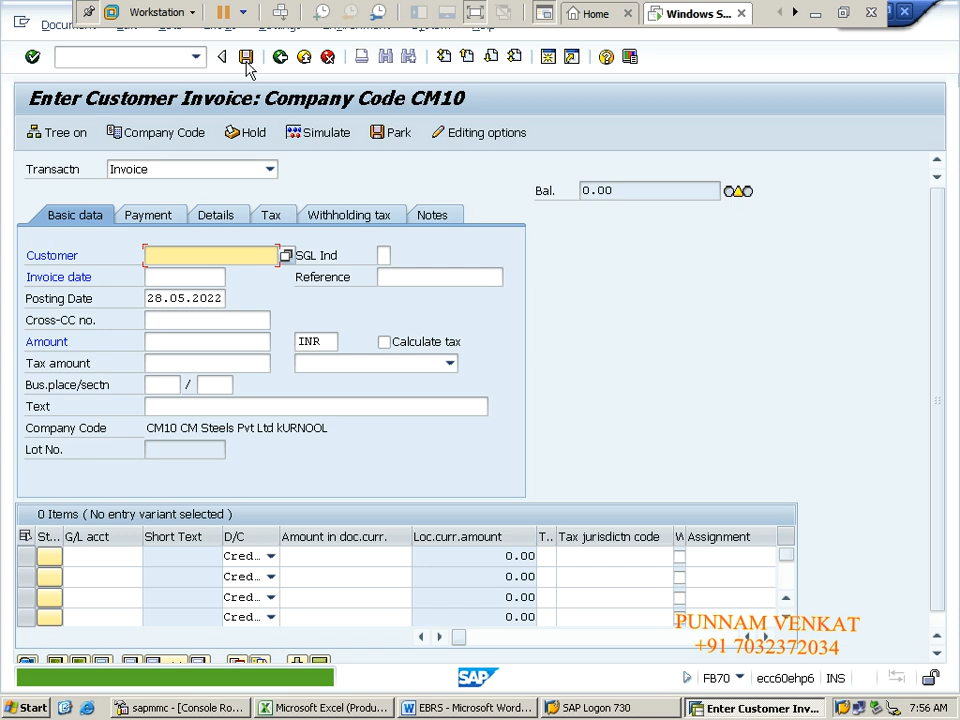 Workstation
Home
Windows S...
Enter Customer Invoice: Company Code CM10
Tree on
Company Code
Hold
Simulate
Park
Editing options
Transactn
Invoice
Bal.
0.00
Basic data
Payment
Details
Tax
Withholding tax
Notes
Customer
SGL Ind
Invoice date
Reference
Posting Date
28.05.2022
Cross-CC no.
Amount
INR
Calculate tax
Tax amount
Bus.place/sectn
/
Text
Company Code
CM10 CM Steels Pvt Ltd kURNOOL
Lot No.
0 Items ( No entry variant selected )
St... G/L acct Short Text D/C Amount in doc.curr. Loc.curr.amount T.. Tax jurisdictn code W Assignment
Cred... 0.00
Cred... 0.00
Cred... 0.00
Cred... 0.00
PUNNAM VENKAT
+91 7032372034
SAP
FB70
ecc60ehp6
INS
Start
sapmmc - [Console Ro...
Microsoft Excel (Produ...
EBRS - Microsoft Word
SAP Logon 730
Enter Customer Inv...
7:56 AM